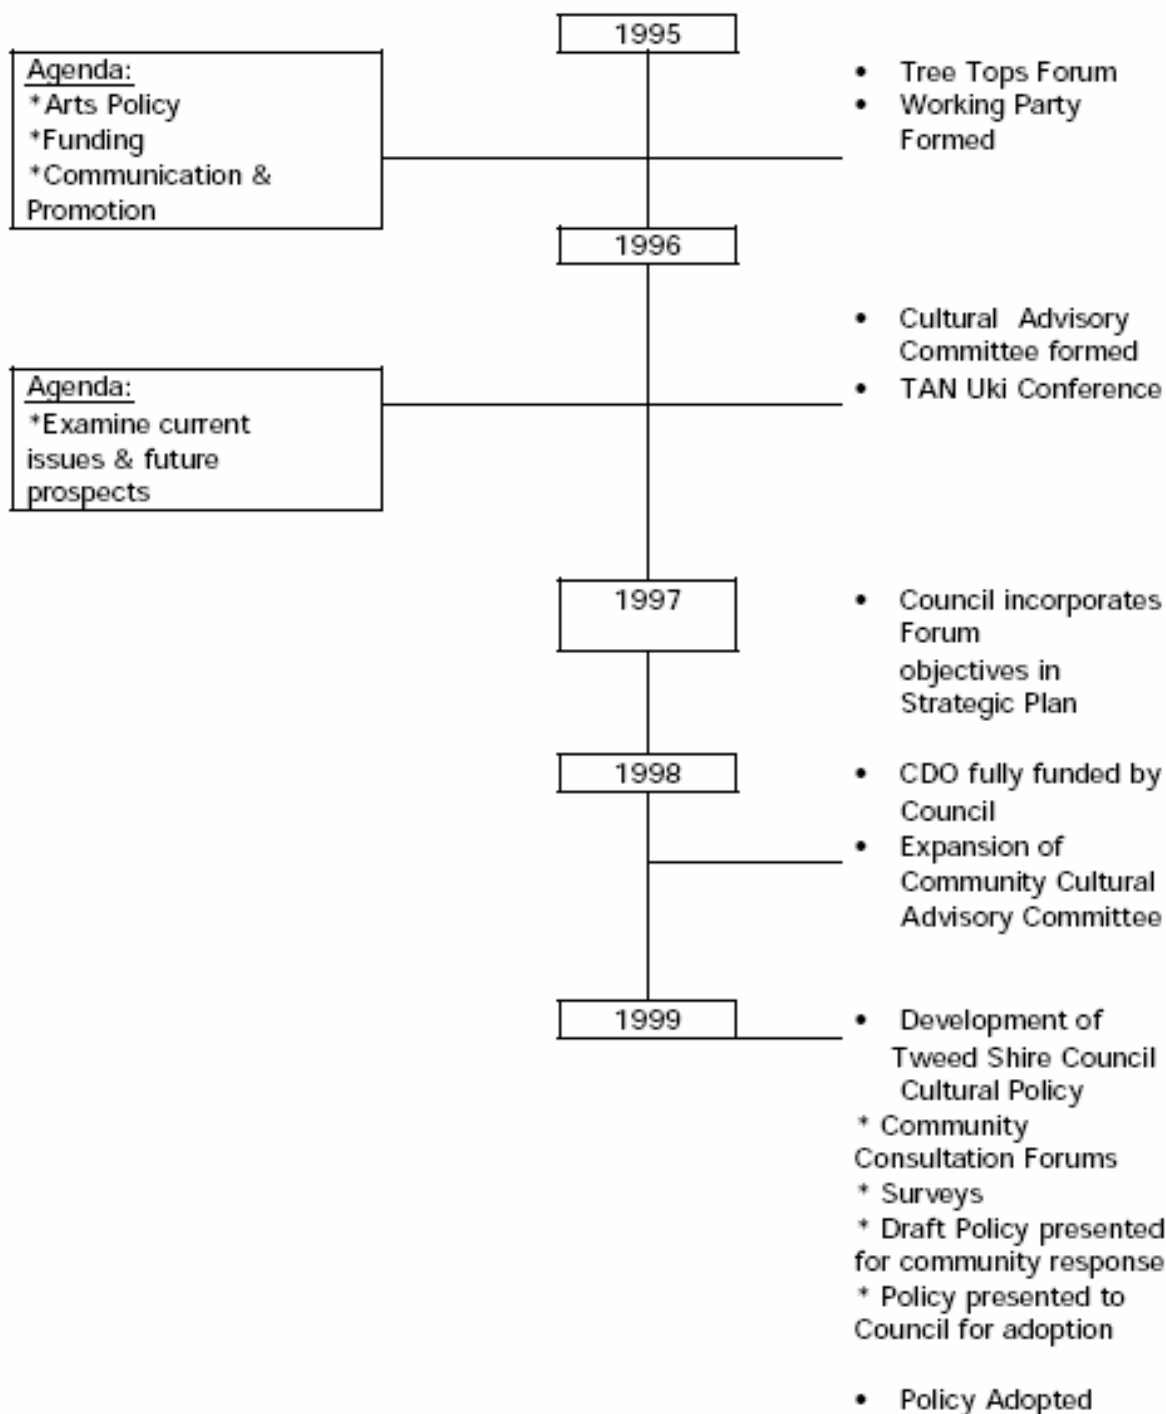 1995
Agenda:
*Arts Policy
*Funding
*Communication &
Promotion
• Tree Tops Forum
• Working Party
Formed
1996
Agenda:
*Examine current
issues & future
prospects
• Cultural Advisory
Committee formed
• TAN Uki Conference
1997
• Council incorporates
Forum
objectives in
Strategic Plan
1998
• CDO fully funded by
Council
• Expansion of
Community Cultural
Advisory Committee
1999
• Development of
Tweed Shire Council
Cultural Policy
* Community
Consultation Forums
* Surveys
* Draft Policy presented
for community response
* Policy presented to
Council for adoption
• Policy Adopted